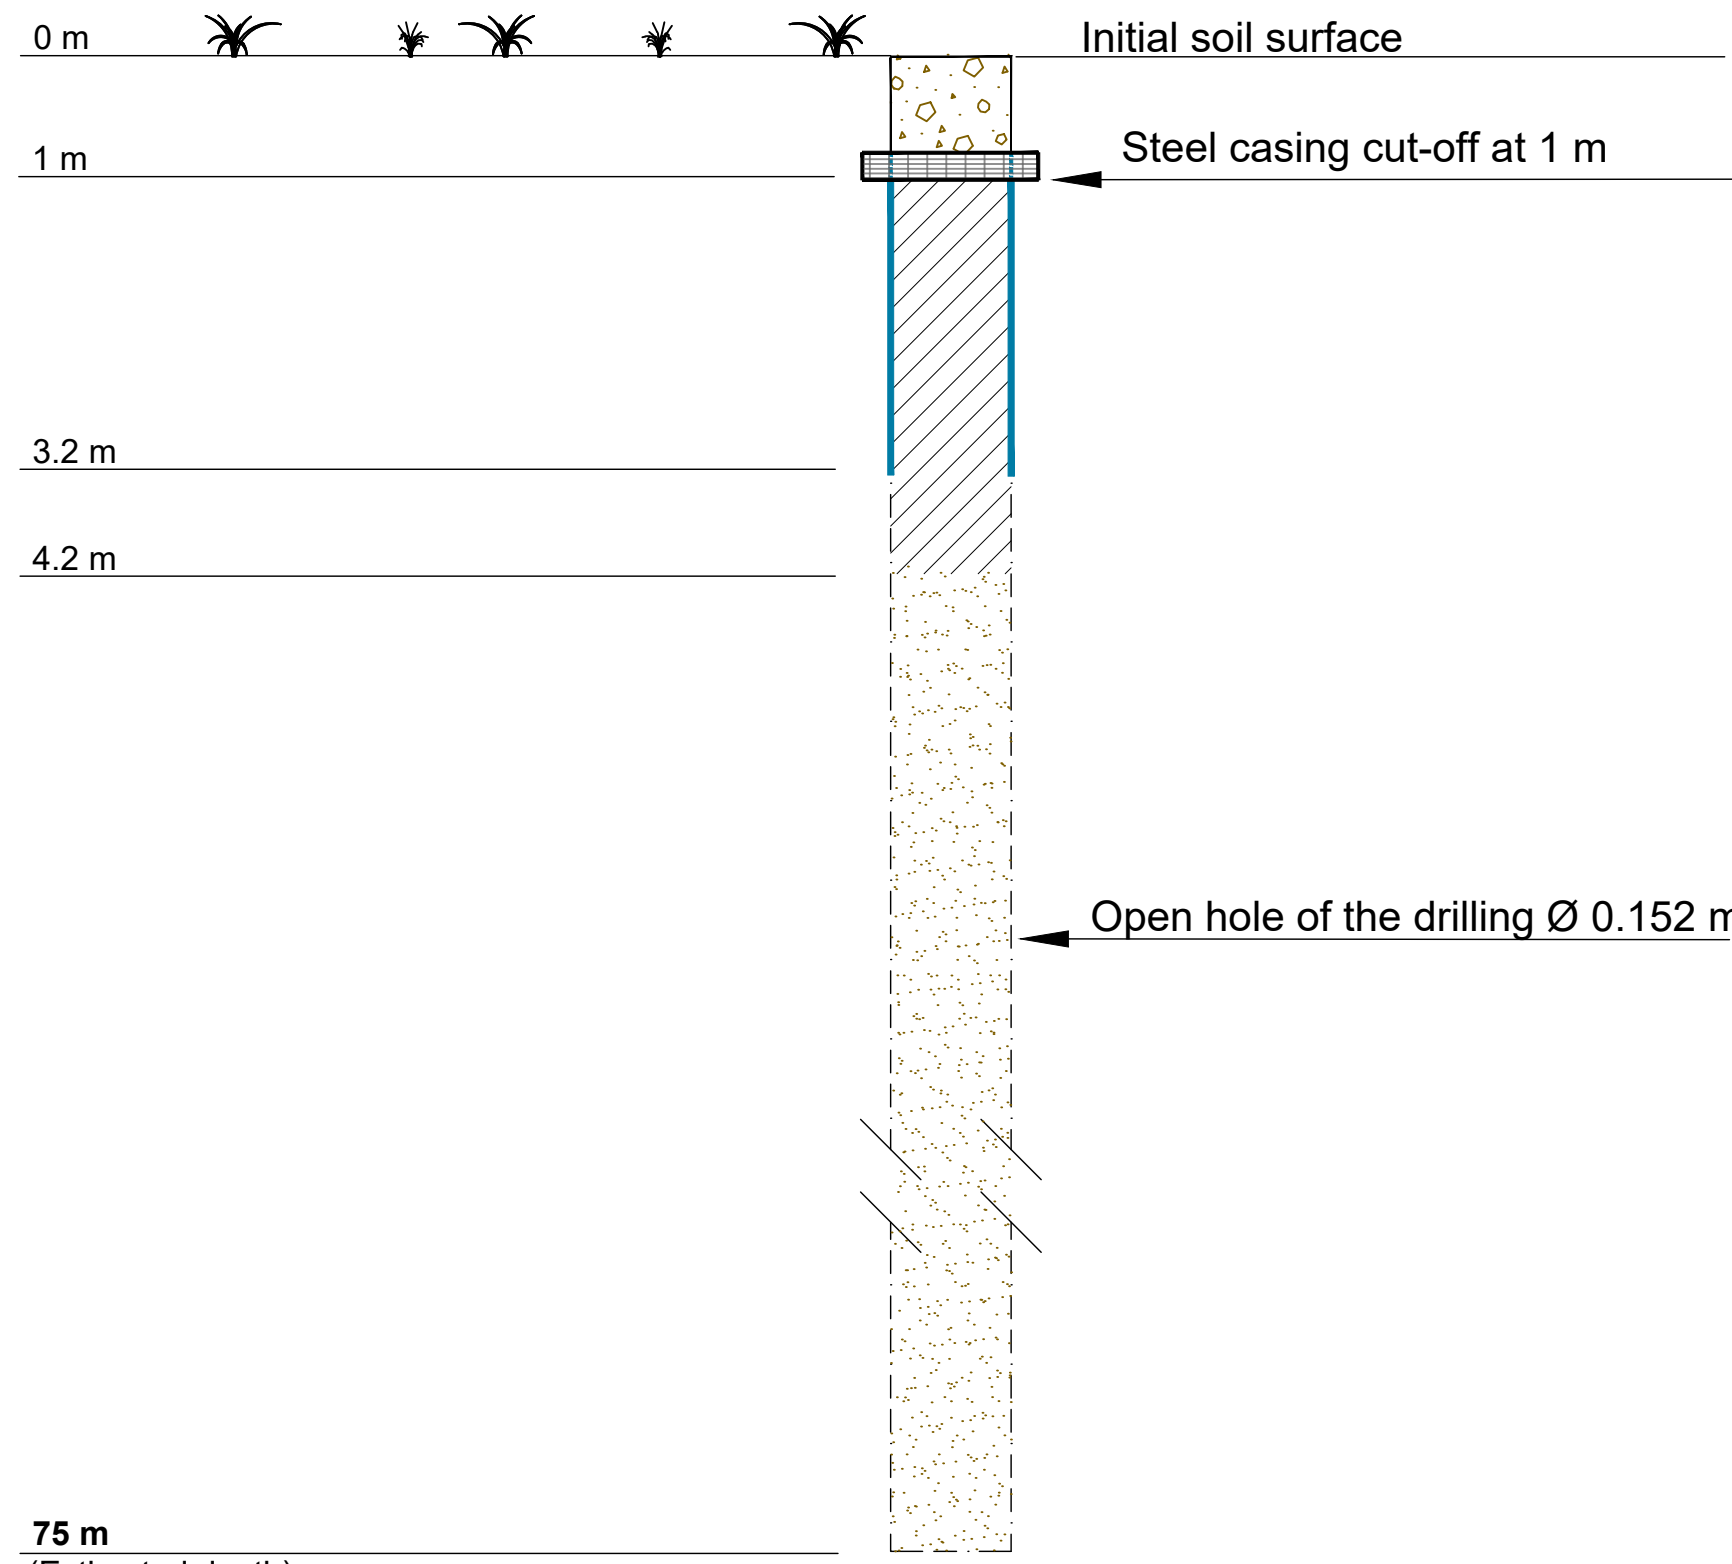 0 m
Initial soil surface
1 m
Steel casing cut-off at 1 m
3.2 m
4.2 m
Open hole of the drilling Ø 0.152 m
75 m